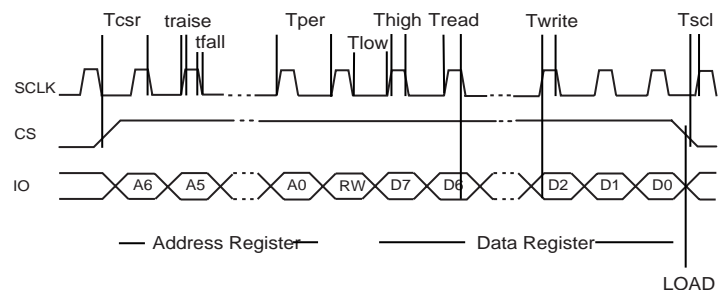 Tcsr traise Tper Thigh Tread Twrite Tscl
tfall Tlow
SCLK
CS
IO A6 A5 A0 RW D7 D6 D2 D1 D0
Address Register Data Register
LOAD